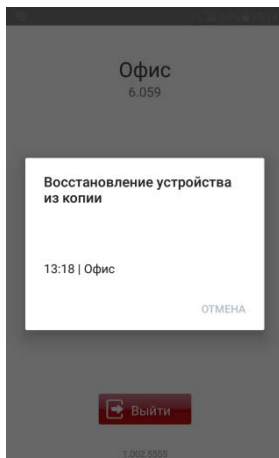 Офис
6.059
Восстановление устройства
из копии
13:18 | Офис
ОТМЕНА
Выйти
1.002.5555